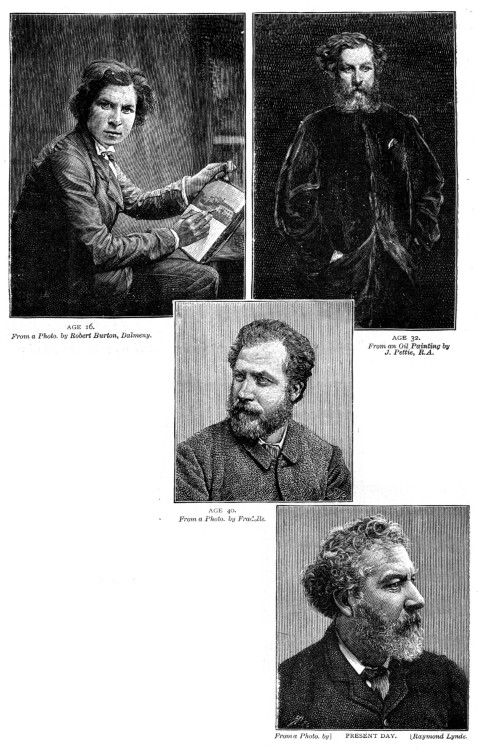 AGE 16.
From a Photo. by Robert Burton, Dalmeny.
AGE 32.
From an Oil Painting by
J. Pettie, R.A.
AGE 40.
From a Photo. by Fradelle.
From a Photo. by] PRESENT DAY. [Raymond Lynde.